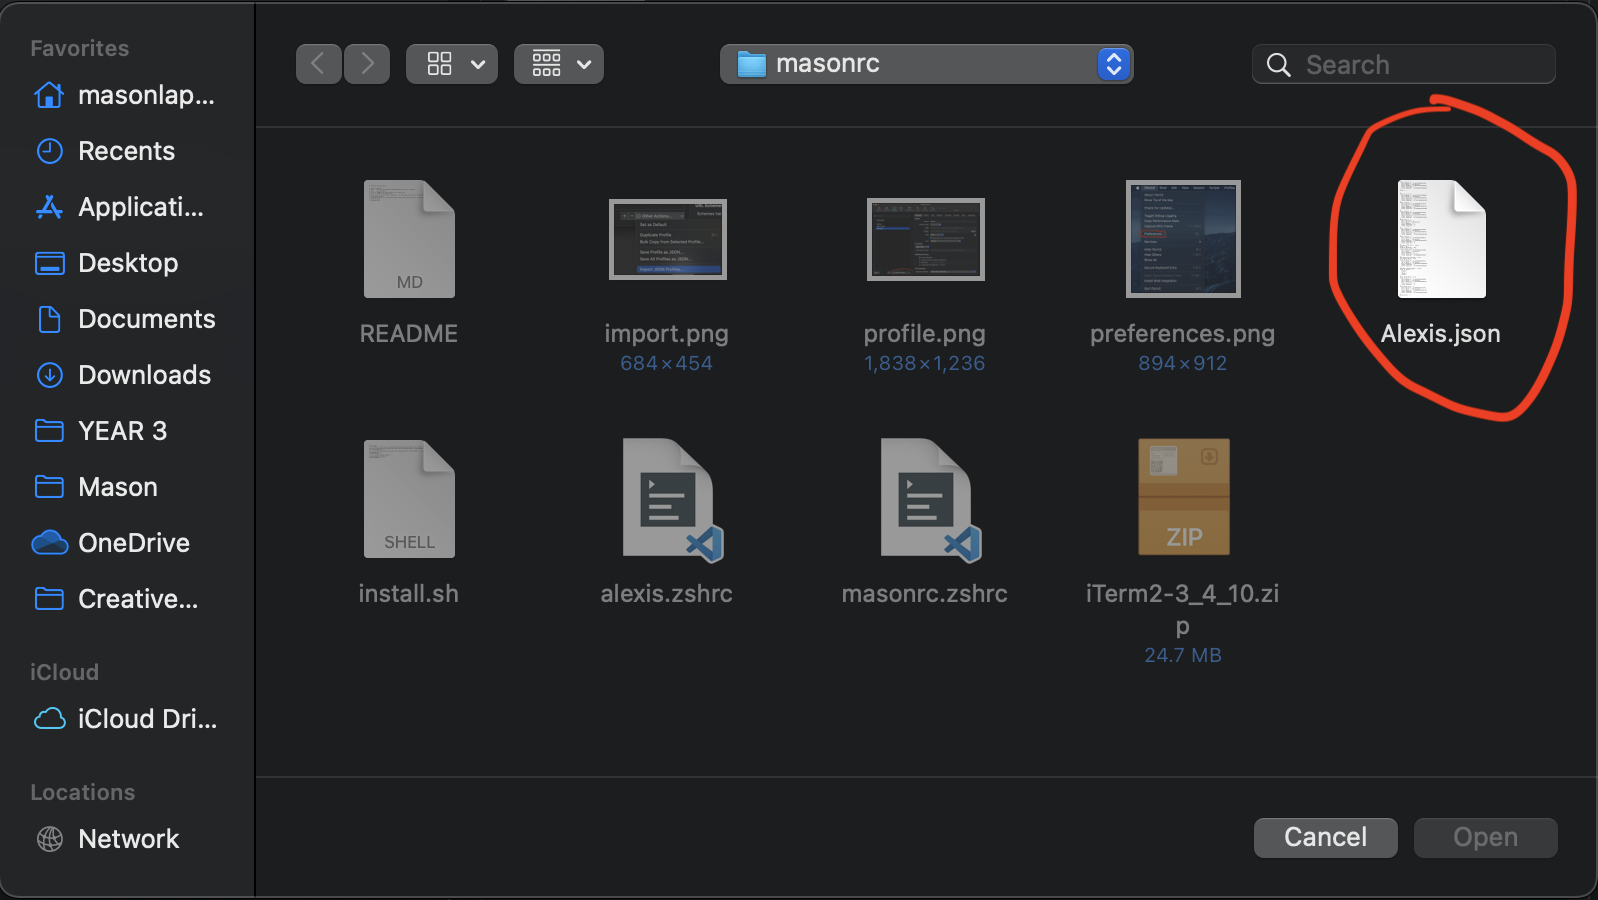 Favorites
masonlap...
Recents
Applicati...
Desktop
Documents
Downloads
YEAR 3
Mason
OneDrive
Creative...
iCloud
iCloud Dri...
Locations
Network
masonrc
Search
MD
README
import.png
684×454
profile.png
1,838×1,236
preferences.png
894×912
Alexis.json
SHELL
install.sh
alexis.zshrc
masonrc.zshrc
ZIP
iTerm2-3_4_10.zi
p
24.7 MB
Cancel
Open